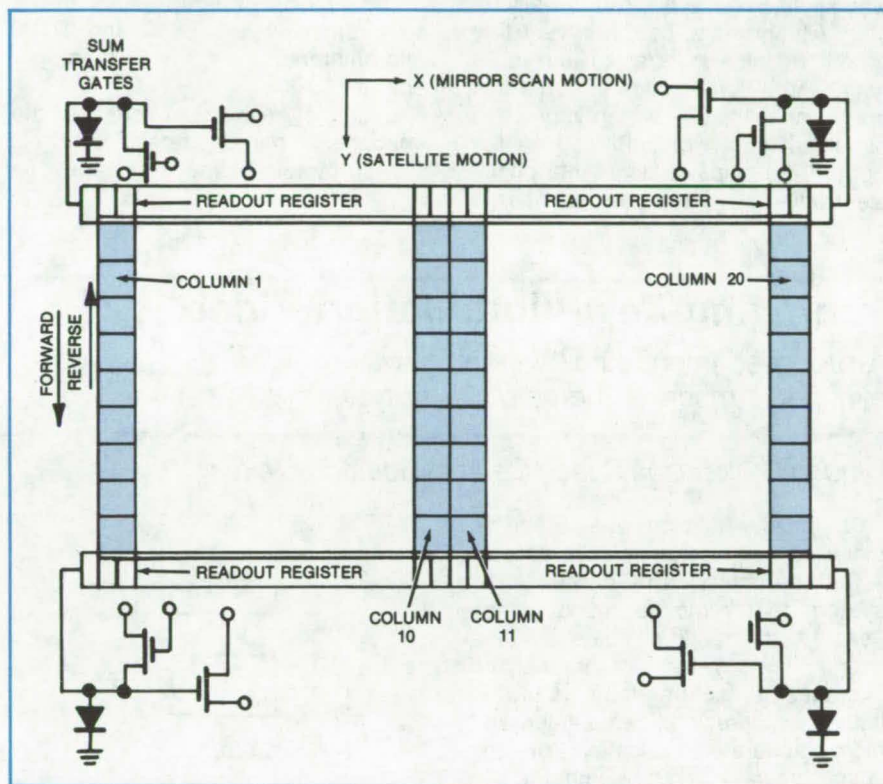 SUM
TRANSFER
GATES
X (MIRROR SCAN MOTION)
Y (SATELLITE MOTION)
READOUT REGISTER
READOUT REGISTER
COLUMN 1
COLUMN 20
FORWARD
REVERSE
READOUT REGISTER
READOUT REGISTER
COLUMN
10
COLUMN
11